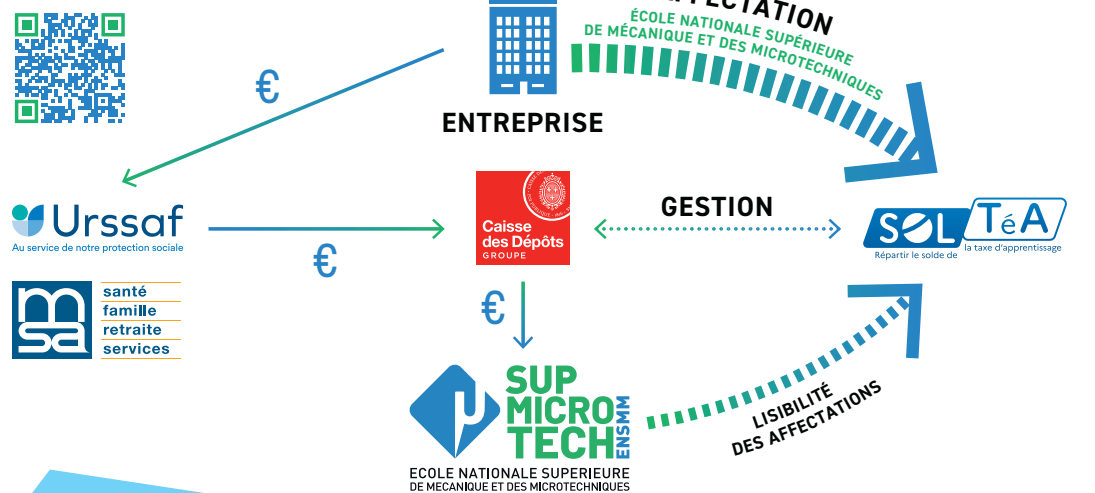 AFFECTATION
ÉCOLE NATIONALE SUPÉRIEURE
DE MÉCANIQUE ET DES MICROTECHNIQUES
€
ENTREPRISE
Urssaf
Au service de notre protection sociale
€
Caisse
des Dépôts
GROUPE
GESTION
SOL TéA
Répartir le solde de
la taxe d'apprentissage
msa
santé
famille
retraite
services
€
µ
SUP
MICRO
TECH
ENSMM
ECOLE NATIONALE SUPERIEURE
DE MECANIQUE ET DES MICROTECHNIQUES
LISIBILITÉ
DES AFFECTATIONS